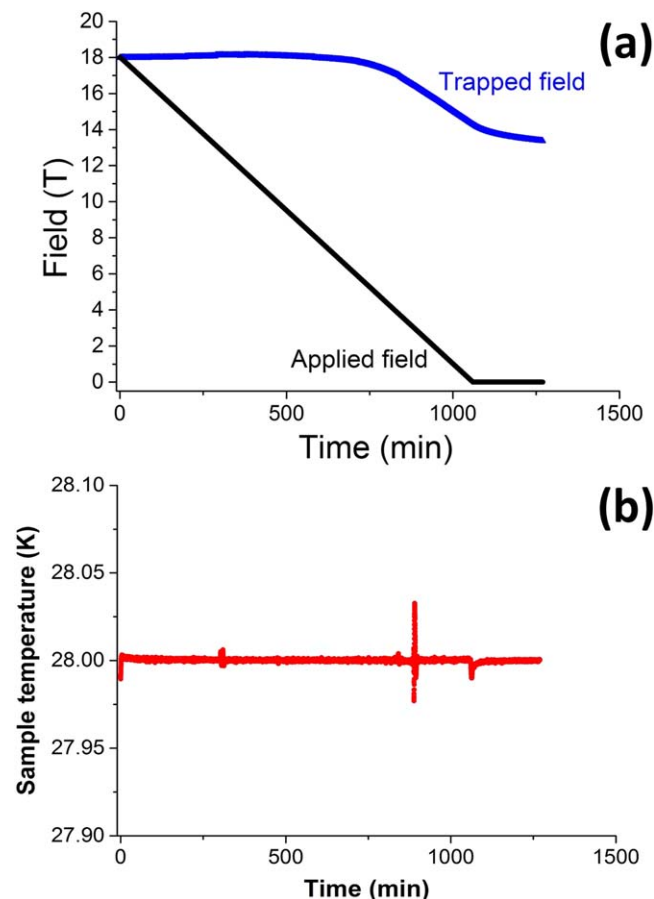 (a)
18
16
14
12
10
8
6
4
2
0
Field (T)
Trapped field
Applied field
0
500
1000
1500
Time (min)
(b)
28.10
28.05
28.00
27.95
27.90
Sample temperature (K)
0
500
1000
1500
Time (min)